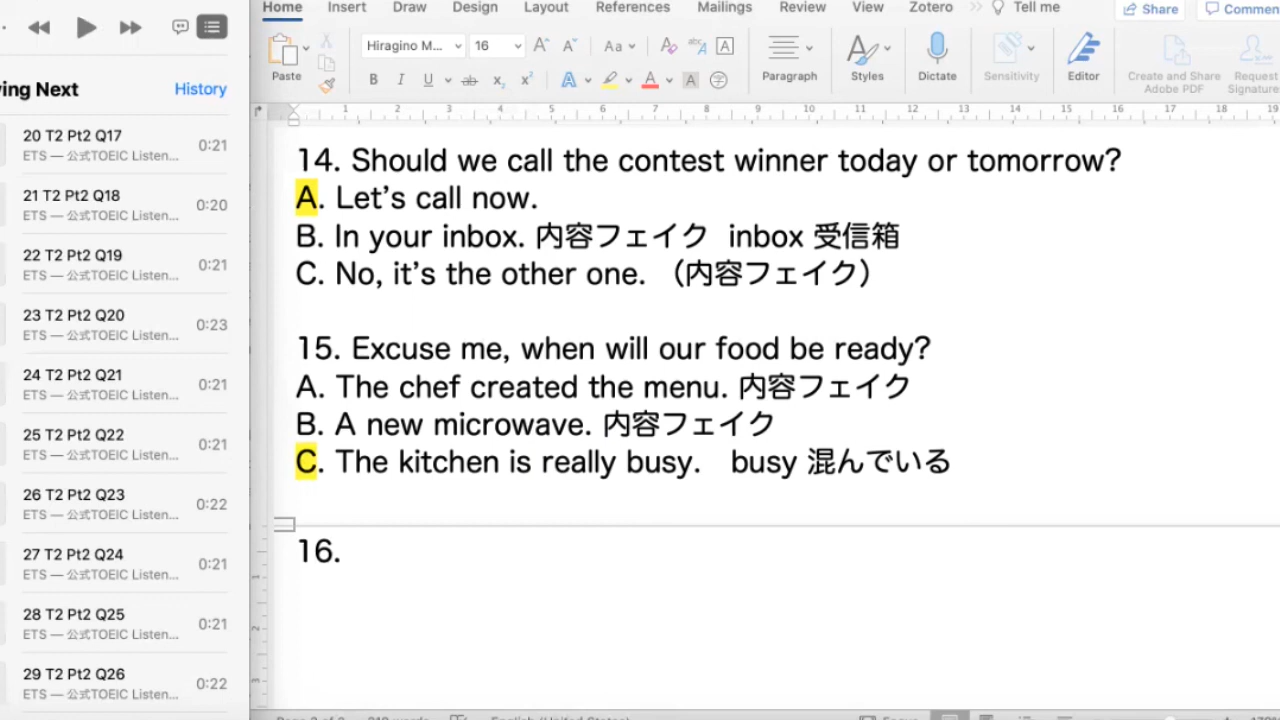 Home Insert Draw Design Layout References Mailings Review View Zotero Tell me Share
Hiragino M... 16
Paste Paragraph Styles Dictate Sensitivity Editor Create and Share Adobe PDF Request Signature
Next History
20 T2 Pt2 Q17 0:21
ETS — 公式TOEIC Listen...
21 T2 Pt2 Q18 0:20
ETS — 公式TOEIC Listen...
22 T2 Pt2 Q19 0:21
ETS — 公式TOEIC Listen...
23 T2 Pt2 Q20 0:23
ETS — 公式TOEIC Listen...
24 T2 Pt2 Q21 0:21
ETS — 公式TOEIC Listen...
25 T2 Pt2 Q22 0:21
ETS — 公式TOEIC Listen...
26 T2 Pt2 Q23 0:22
ETS — 公式TOEIC Listen...
27 T2 Pt2 Q24 0:21
ETS — 公式TOEIC Listen...
28 T2 Pt2 Q25 0:21
ETS — 公式TOEIC Listen...
29 T2 Pt2 Q26 0:22
ETS — 公式TOEIC Listen...
14. Should we call the contest winner today or tomorrow?
A. Let’s call now.
B. In your inbox. 内容フェイク inbox 受信箱
C. No, it’s the other one. （内容フェイク）
15. Excuse me, when will our food be ready?
A. The chef created the menu. 内容フェイク
B. A new microwave. 内容フェイク
C. The kitchen is really busy. busy 混んでいる
16.